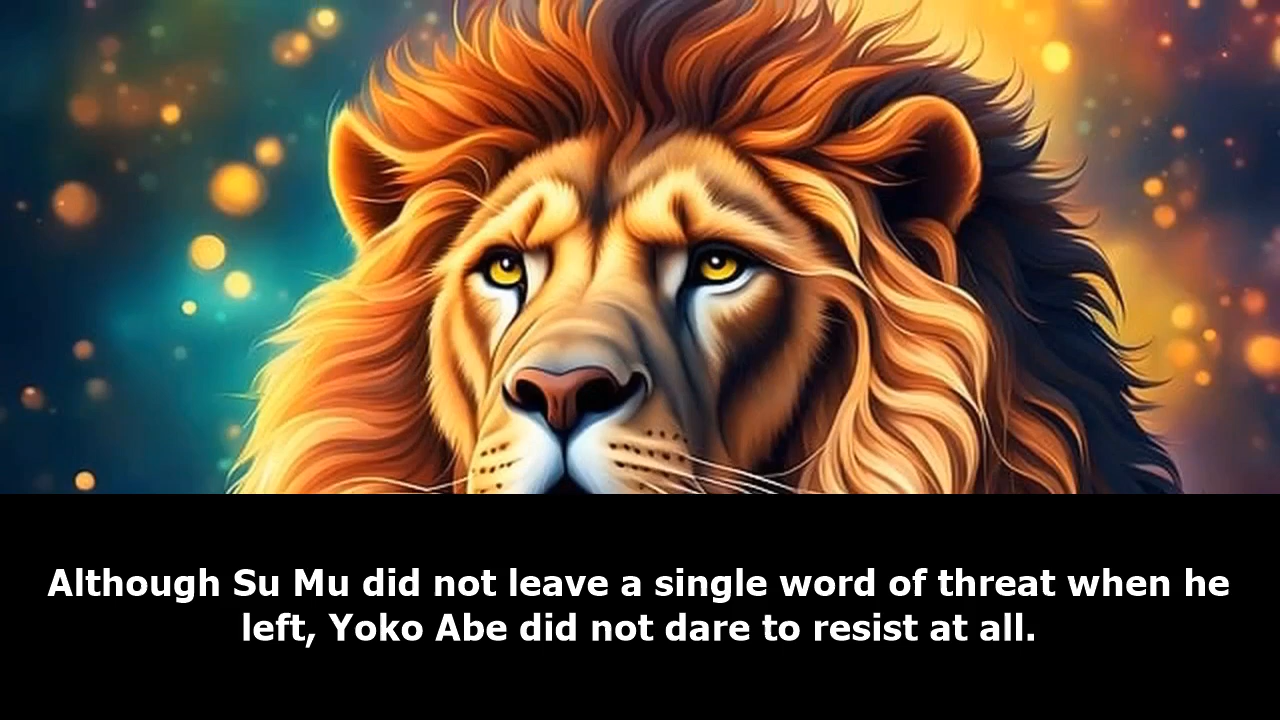 Although Su Mu did not leave a single word of threat when he
left, Yoko Abe did not dare to resist at all.